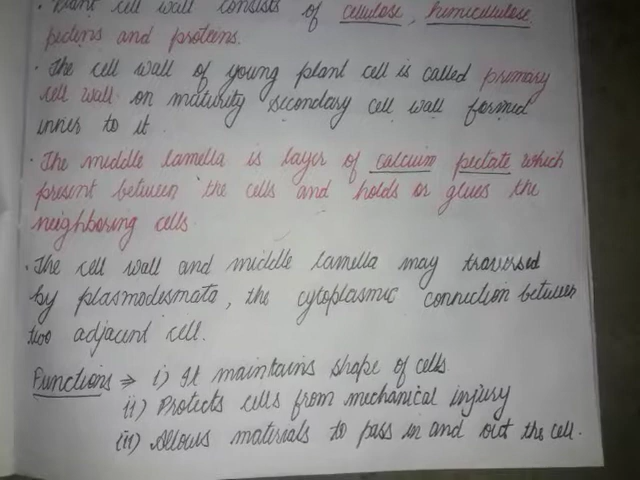 • Plant cell wall consists of cellulose, hemicellulose,
pectens and proteins.
• The cell wall of young plant cell is called primary
cell wall on maturity secondary cell wall formed
inner to it.
• The middle lamella is layer of calcium pectate which
present between the cells and holds or glues the
neighboring cells.
• The cell wall and middle lamella may traversed
by plasmodesmata, the cytoplasmic connection between
two adjacent cell.
Functions ⇒ i) It maintains shape of cells.
ii) Protects cells from mechanical injury
(ii) Allows materials to pass in and out the cell.